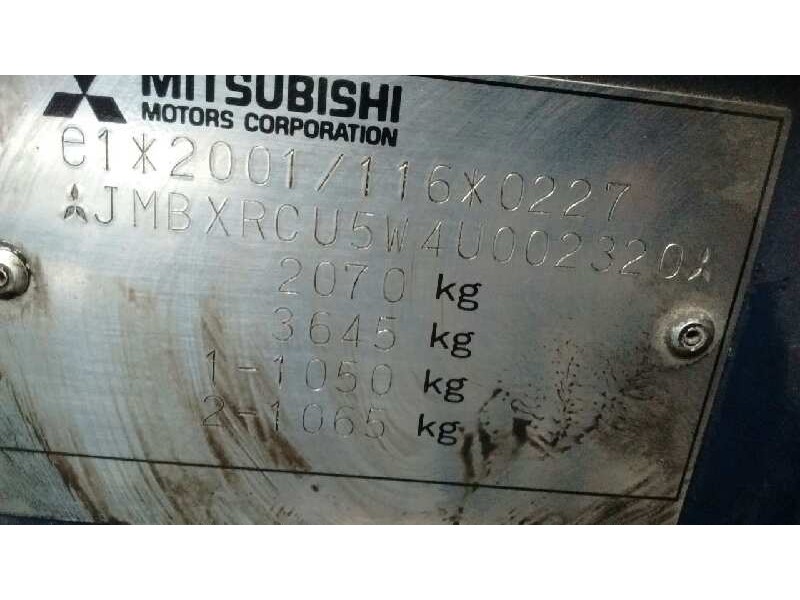 MITSUBISHI
MOTORS CORPORATION
e1*2001/116*0227
JMBXRCU5W4U002320
2070 kg
3645 kg
1-1050 kg
2-1065 kg